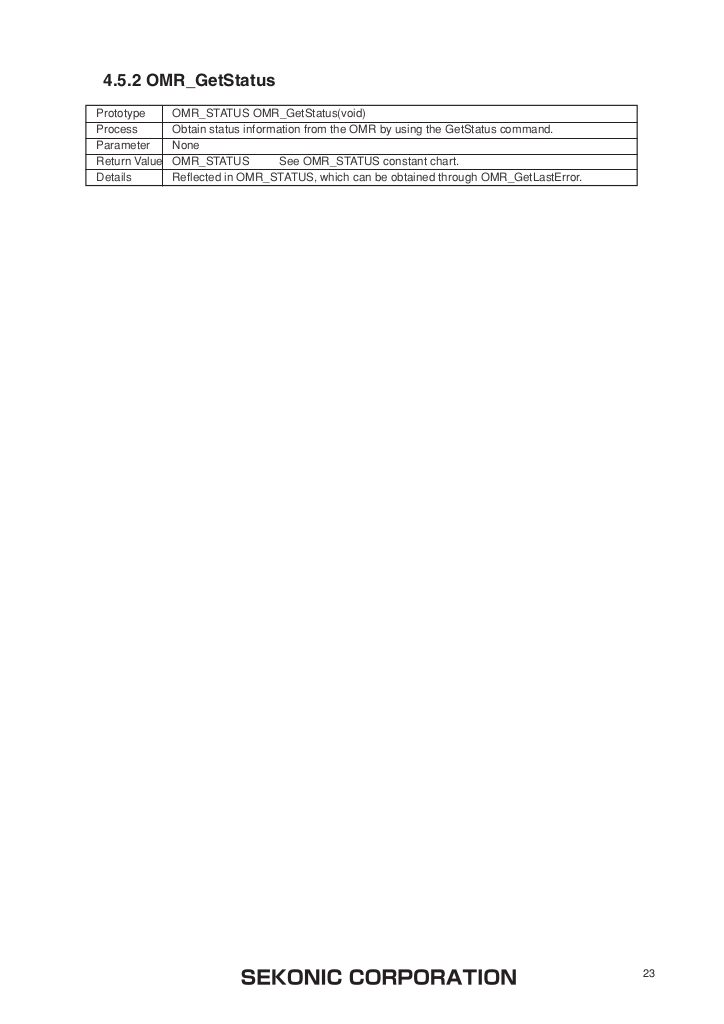 4.5.2 OMR_GetStatus
Prototype OMR_STATUS OMR_GetStatus(void)
Process Obtain status information from the OMR by using the GetStatus command.
Parameter None
Return Value OMR_STATUS See OMR_STATUS constant chart.
Details Reflected in OMR_STATUS, which can be obtained through OMR_GetLastError.
SEKONIC CORPORATION
23